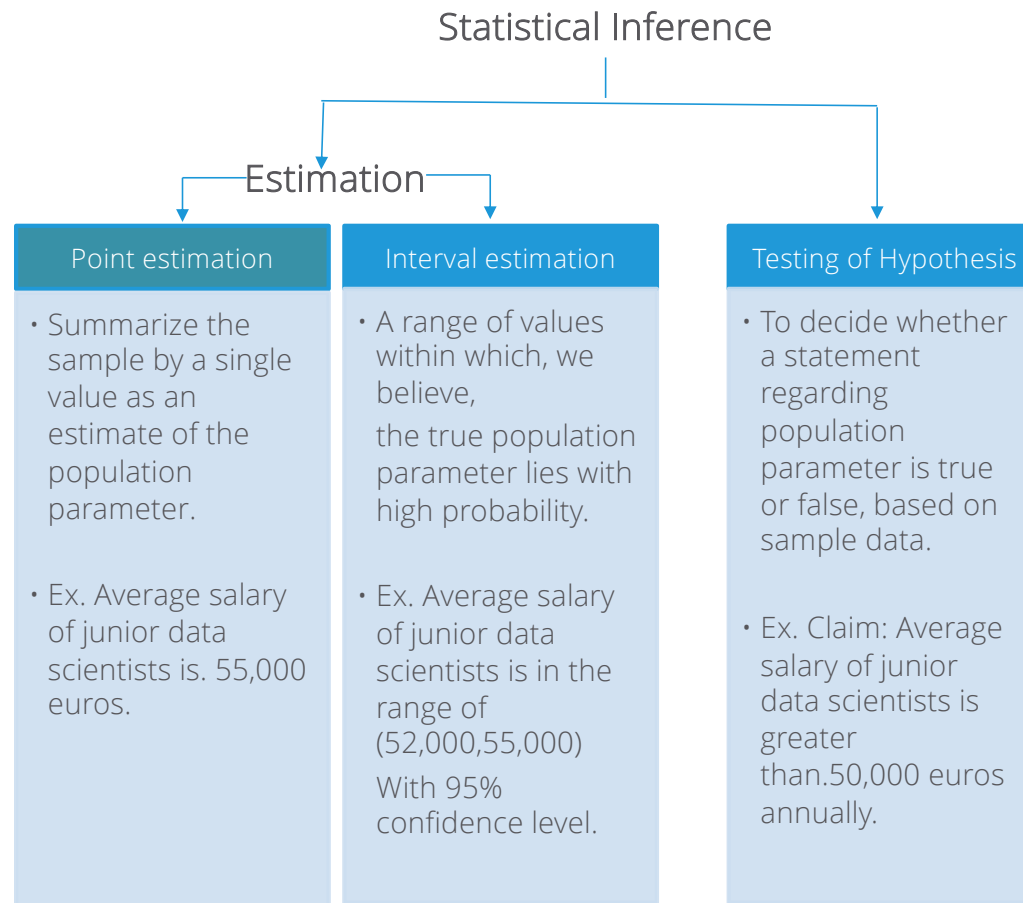 Statistical Inference
Estimation
Point estimation
• Summarize the
sample by a single
value as an
estimate of the
population
parameter.
• Ex. Average salary
of junior data
scientists is. 55,000
euros.
Interval estimation
• A range of values
within which, we
believe,
the true population
parameter lies with
high probability.
• Ex. Average salary
of junior data
scientists is in the
range of
(52,000,55,000)
With 95%
confidence level.
Testing of Hypothesis
• To decide whether
a statement
regarding
population
parameter is true
or false, based on
sample data.
• Ex. Claim: Average
salary of junior
data scientists is
greater
than.50,000 euros
annually.